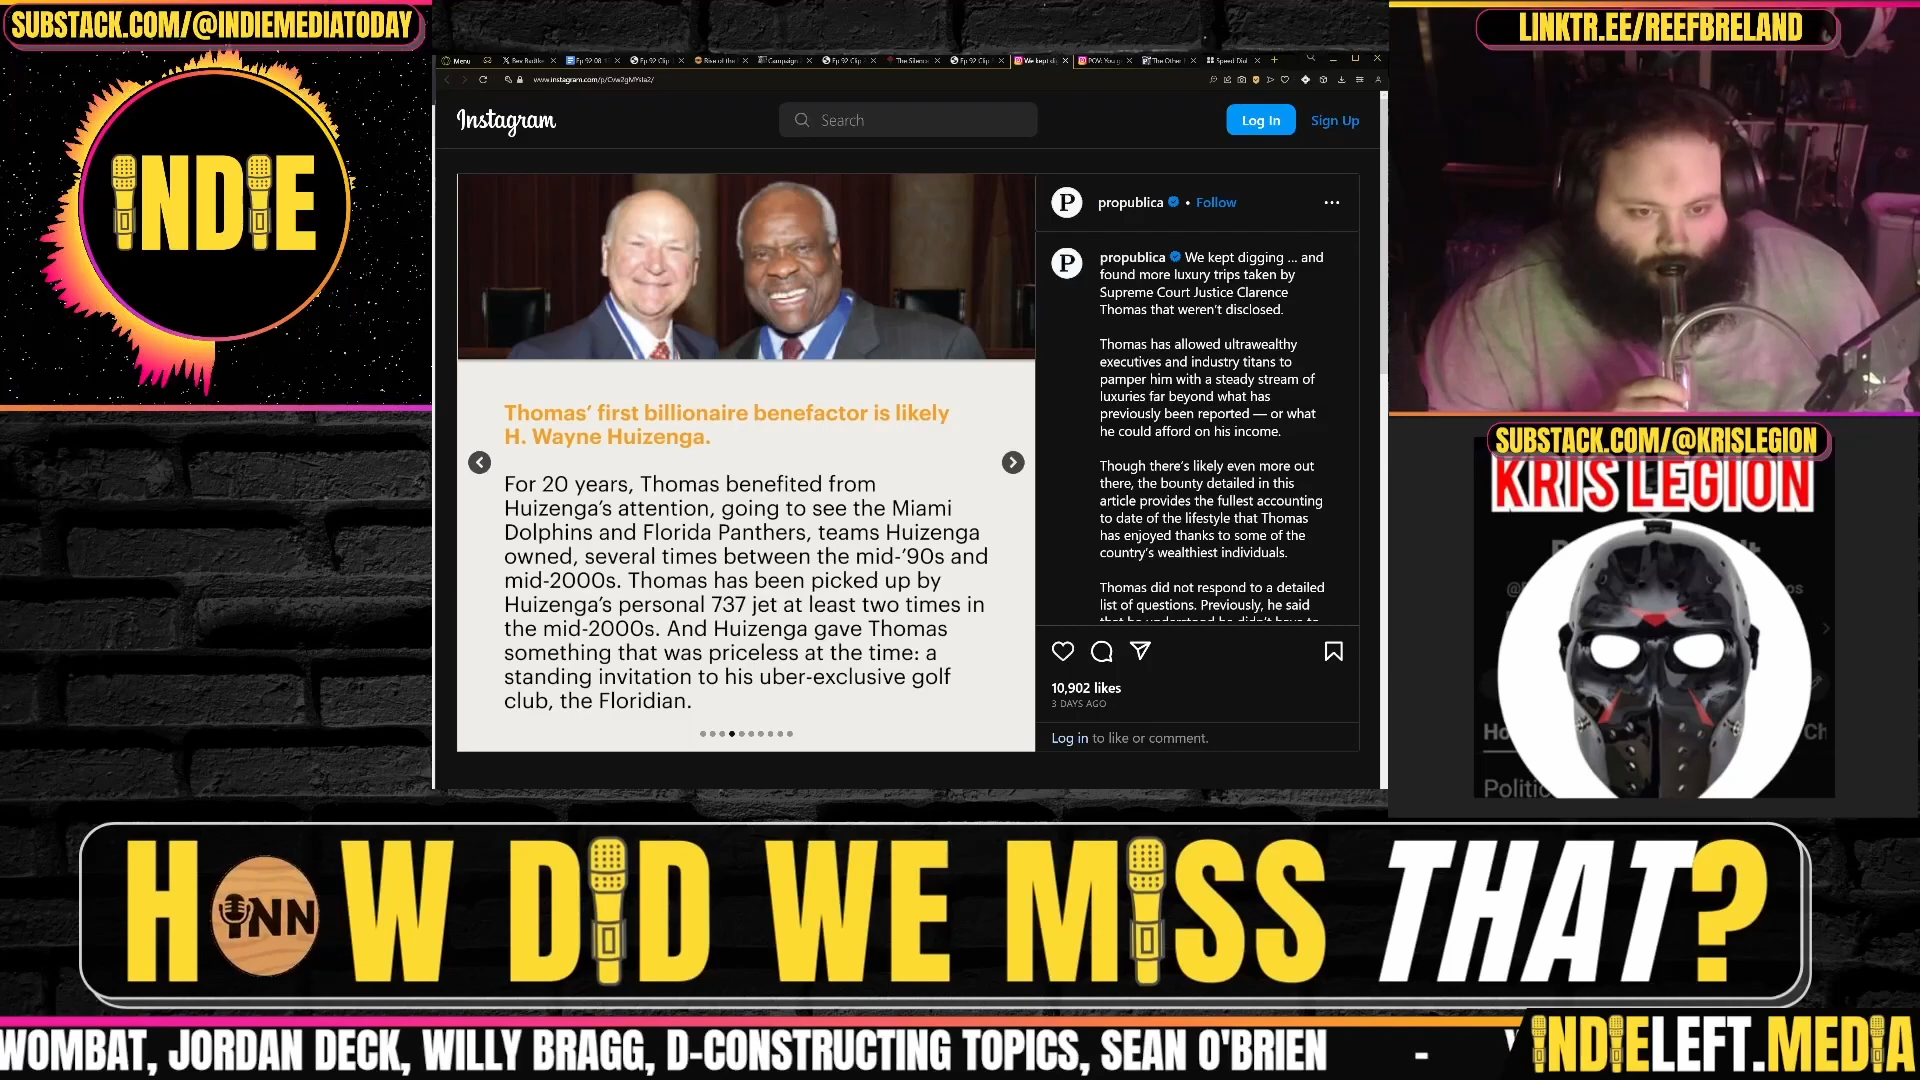 SUBSTACK.COM/@INDIEMEDIATODAY
INDIE
Menu
www.instagram.com/p/Cvw2gMYsIa2/
Instagram
Search
Log In
Sign Up
Thomas’ first billionaire benefactor is likely
H. Wayne Huizenga.
For 20 years, Thomas benefited from
Huizenga’s attention, going to see the Miami
Dolphins and Florida Panthers, teams Huizenga
owned, several times between the mid-’90s and
mid-2000s. Thomas has been picked up by
Huizenga’s personal 737 jet at least two times in
the mid-2000s. And Huizenga gave Thomas
something that was priceless at the time: a
standing invitation to his uber-exclusive golf
club, the Floridian.
P
propublica • Follow
P
propublica We kept digging ... and
found more luxury trips taken by
Supreme Court Justice Clarence
Thomas that weren’t disclosed.
Thomas has allowed ultrawealthy
executives and industry titans to
pamper him with a steady stream of
luxuries far beyond what has
previously been reported — or what
he could afford on his income.
Though there’s likely even more out
there, the bounty detailed in this
article provides the fullest accounting
to date of the lifestyle that Thomas
has enjoyed thanks to some of the
country’s wealthiest individuals.
Thomas did not respond to a detailed
list of questions. Previously, he said
10,902 likes
3 DAYS AGO
Log in to like or comment.
LINKTR.EE/REEFBRELAND
SUBSTACK.COM/@KRISLEGION
KRIS LEGION
HOW DID WE MISS THAT?
INN
WOMBAT, JORDAN DECK, WILLY BRAGG, D-CONSTRUCTING TOPICS, SEAN O'BRIEN -
INDIELEFT.MEDIA